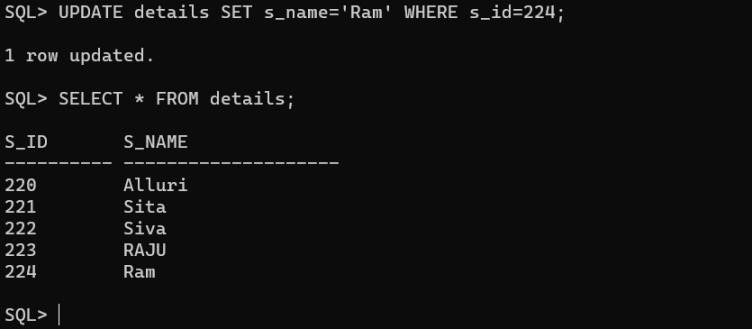 SQL> UPDATE details SET s_name='Ram' WHERE s_id=224;
1 row updated.
SQL> SELECT * FROM details;
S_ID       S_NAME
---------- --------------------
220        Alluri
221        Sita
222        Siva
223        RAJU
224        Ram
SQL>